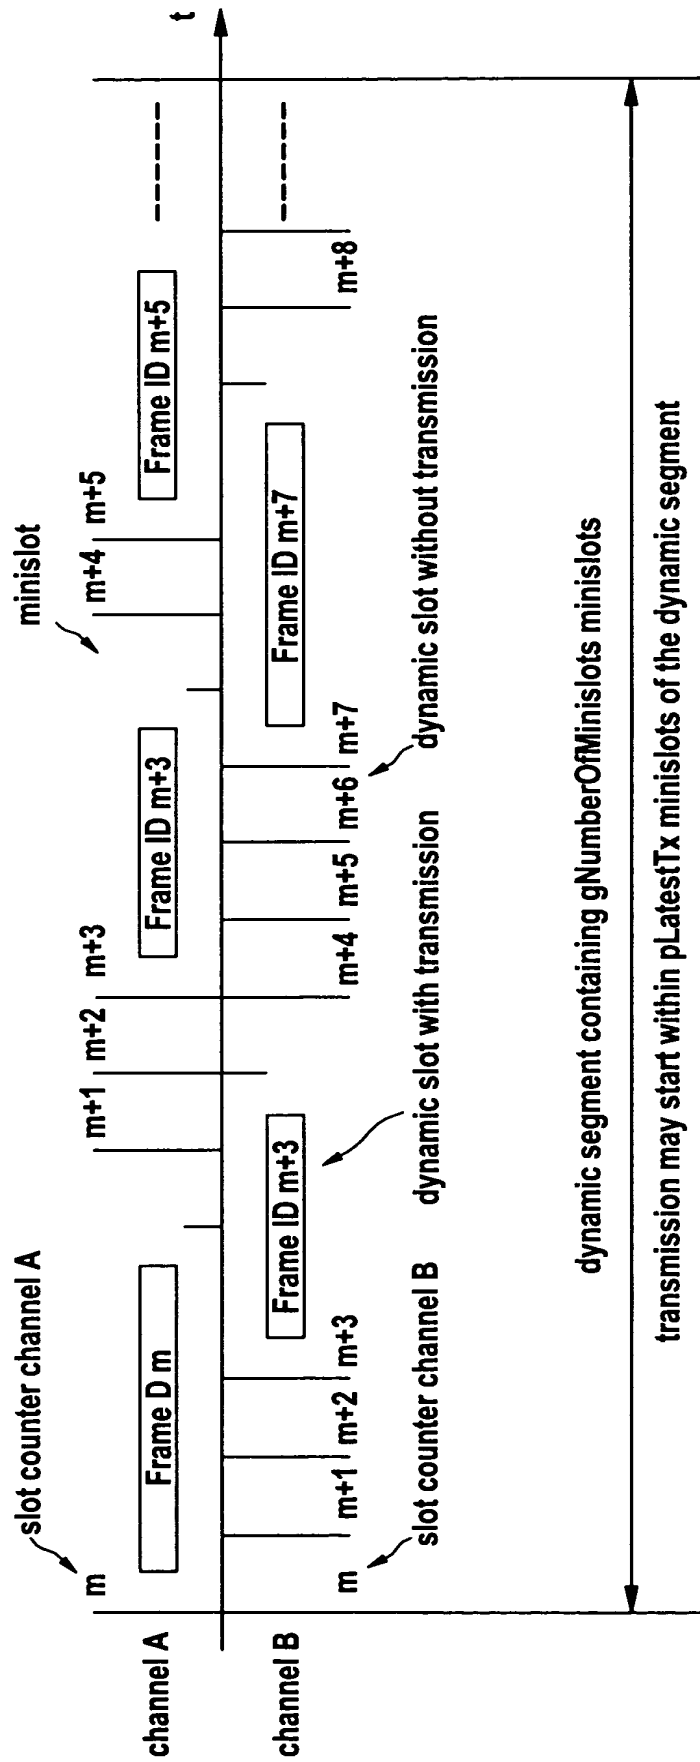 slot counter channel A
minislot
m
m+1
m+2
m+3
m+4
m+5
t
channel A
Frame D m
Frame ID m+3
Frame ID m+5
channel B
Frame ID m+3
Frame ID m+7
m
m+1
m+2
m+3
m+4
m+5
m+6
m+7
m+8
slot counter channel B
dynamic slot with transmission
dynamic slot without transmission
dynamic segment containing gNumberOfMinislots minislots
transmission may start within pLatestTx minislots of the dynamic segment